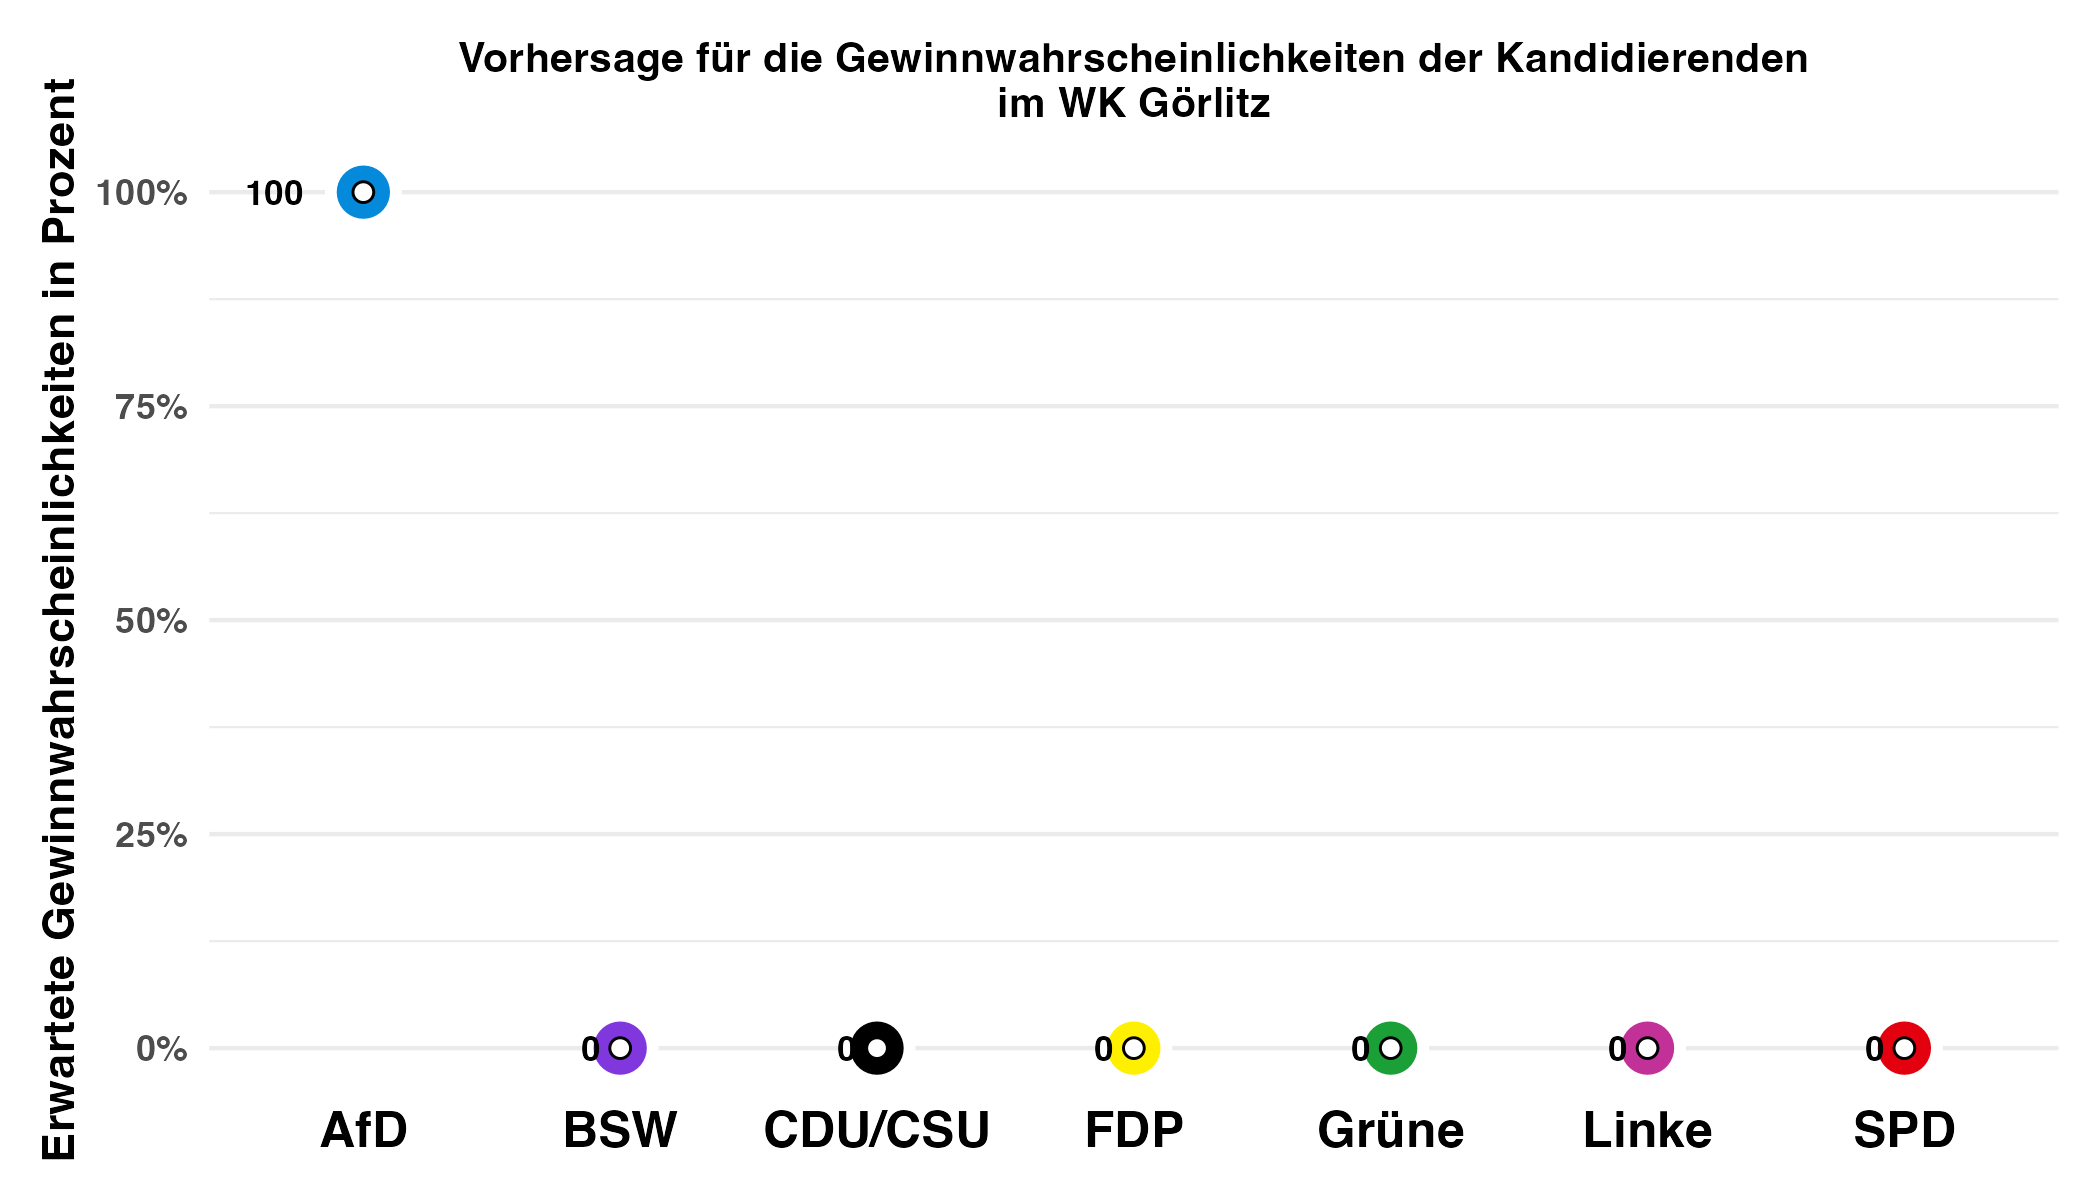 Vorhersage für die Gewinnwahrscheinlichkeiten der Kandidierenden
im WK Görlitz
Erwartete Gewinnwahrscheinlichkeiten in Prozent
100%
75%
50%
25%
0%
100
0
0
0
0
0
0
AfD
BSW
CDU/CSU
FDP
Grüne
Linke
SPD